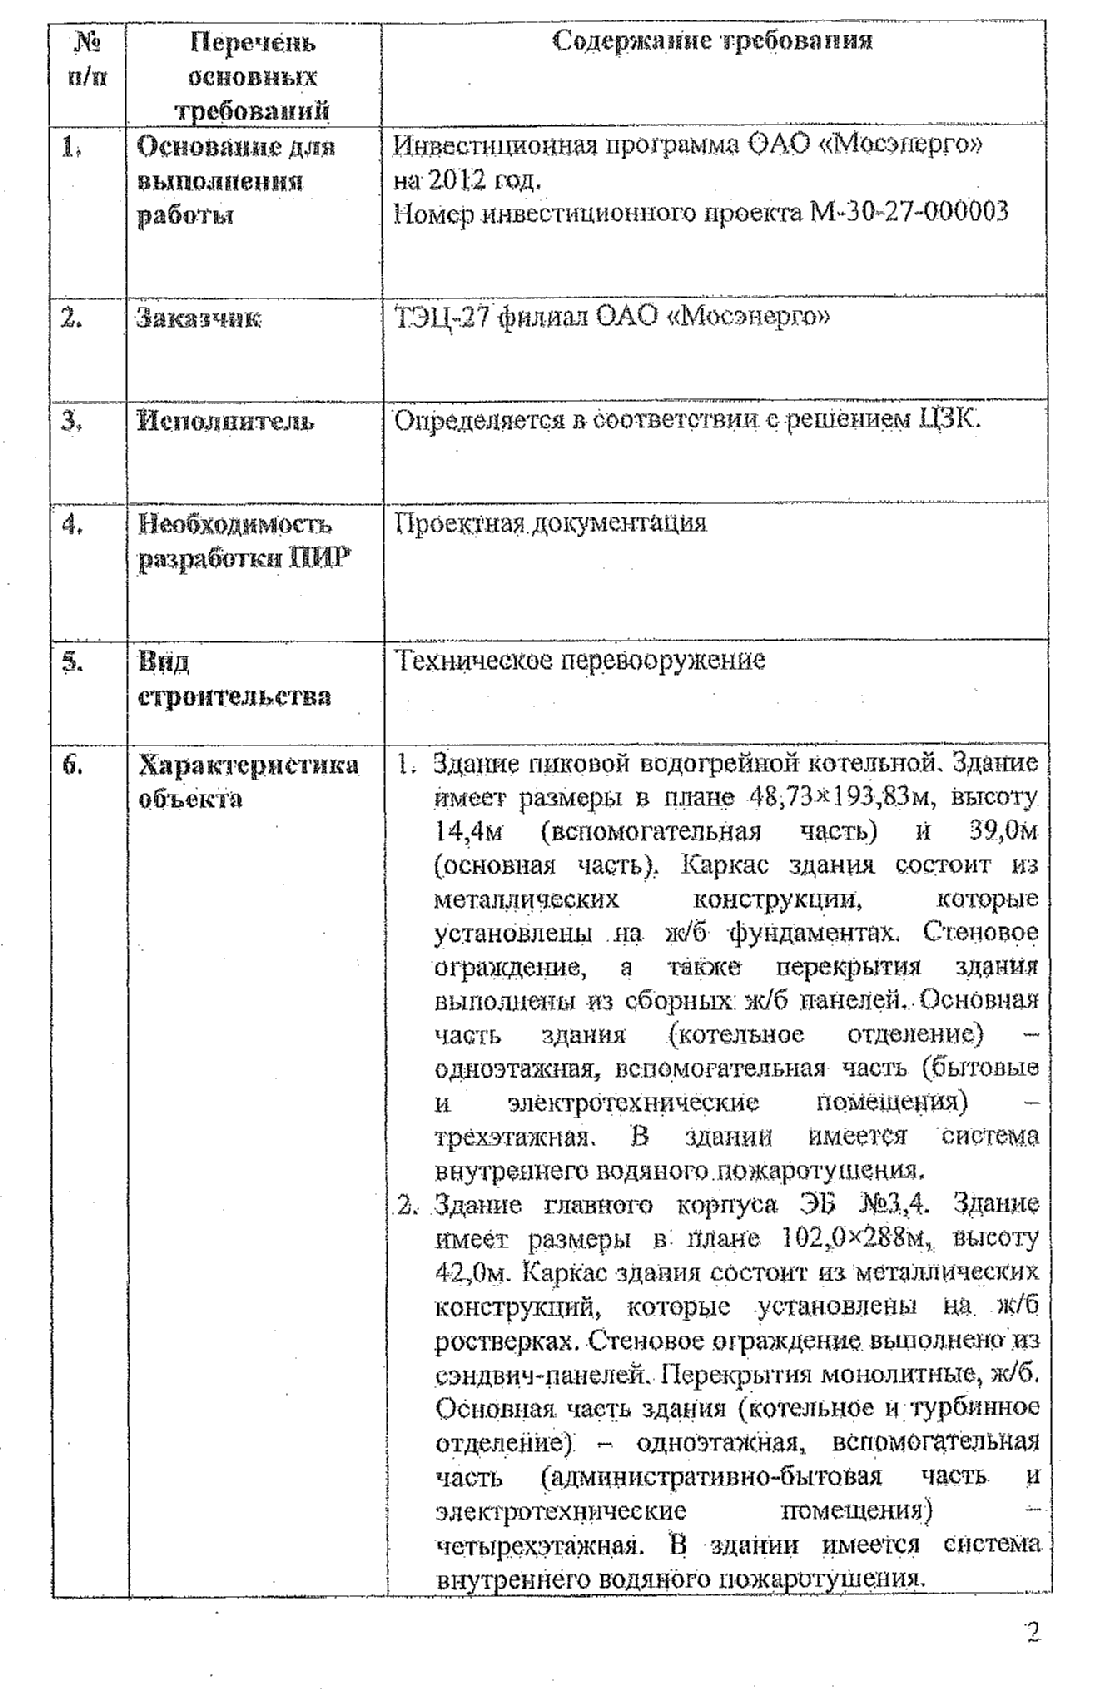 № п/п
Перечень основных требований
Содержание требования
1.
Основание для
выполнения
работы
Инвестиционная программа ОАО «Мосэнерго»
на 2012 год.
Номер инвестиционного проекта М-30-27-000003
2.
Заказчик
ТЭЦ-27 филиал ОАО «Мосэнерго»
3.
Исполнитель
Определяется в соответствии с решением ЦЗК.
4.
Необходимость
разработки ПИР
Проектная документация
5.
Вид
строительства
Техническое перевооружение
6.
Характеристика
объекта
1. Здание пиковой водогрейной котельной. Здание
имеет размеры в плане 48,73×193,83м, высоту
14,4м (вспомогательная часть) и 39,0м
(основная часть). Каркас здания состоит из
металлических конструкции, которые
установлены на ж/б фундаментах. Стеновое
ограждение, а также перекрытия здания
выполнены из сборных ж/б панелей. Основная
часть здания (котельное отделение) –
одноэтажная, вспомогательная часть (бытовые
и электротехнические помещения) –
трехэтажная. В здании имеется система
внутреннего водяного пожаротушения.
2. Здание главного корпуса ЭБ №3,4. Здание
имеет размеры в плане 102,0×288м, высоту
42,0м. Каркас здания состоит из металлических
конструкций, которые установлены на ж/б
ростверках. Стеновое ограждение выполнено из
сэндвич-панелей. Перекрытия монолитные, ж/б.
Основная часть здания (котельное и турбинное
отделение) – одноэтажная, вспомогательная
часть (административно-бытовая часть и
электротехнические помещения) –
четырехэтажная. В здании имеется система
внутреннего водяного пожаротушения.
2